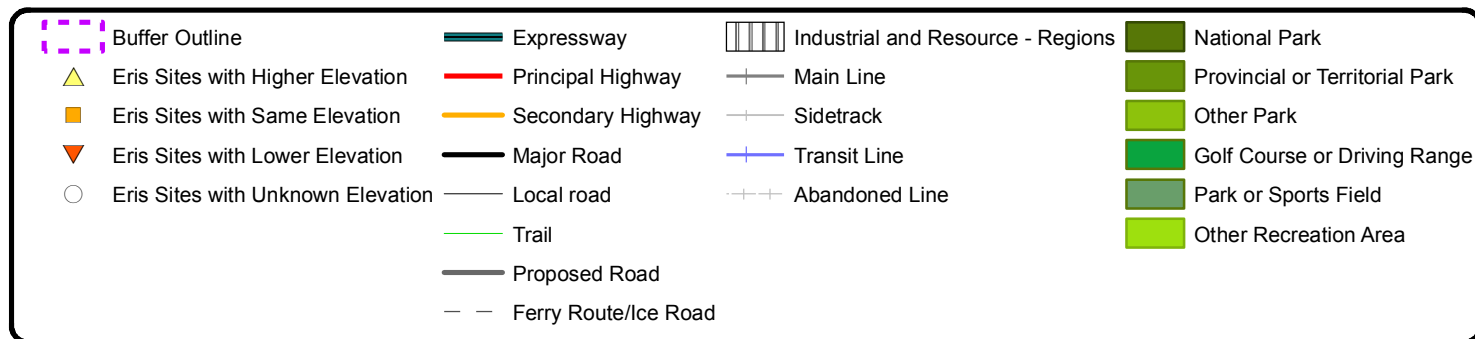 Buffer Outline
Eris Sites with Higher Elevation
Eris Sites with Same Elevation
Eris Sites with Lower Elevation
Eris Sites with Unknown Elevation
Expressway
Principal Highway
Secondary Highway
Major Road
Local road
Trail
Proposed Road
Ferry Route/Ice Road
Industrial and Resource - Regions
Main Line
Sidetrack
Transit Line
Abandoned Line
National Park
Provincial or Territorial Park
Other Park
Golf Course or Driving Range
Park or Sports Field
Other Recreation Area